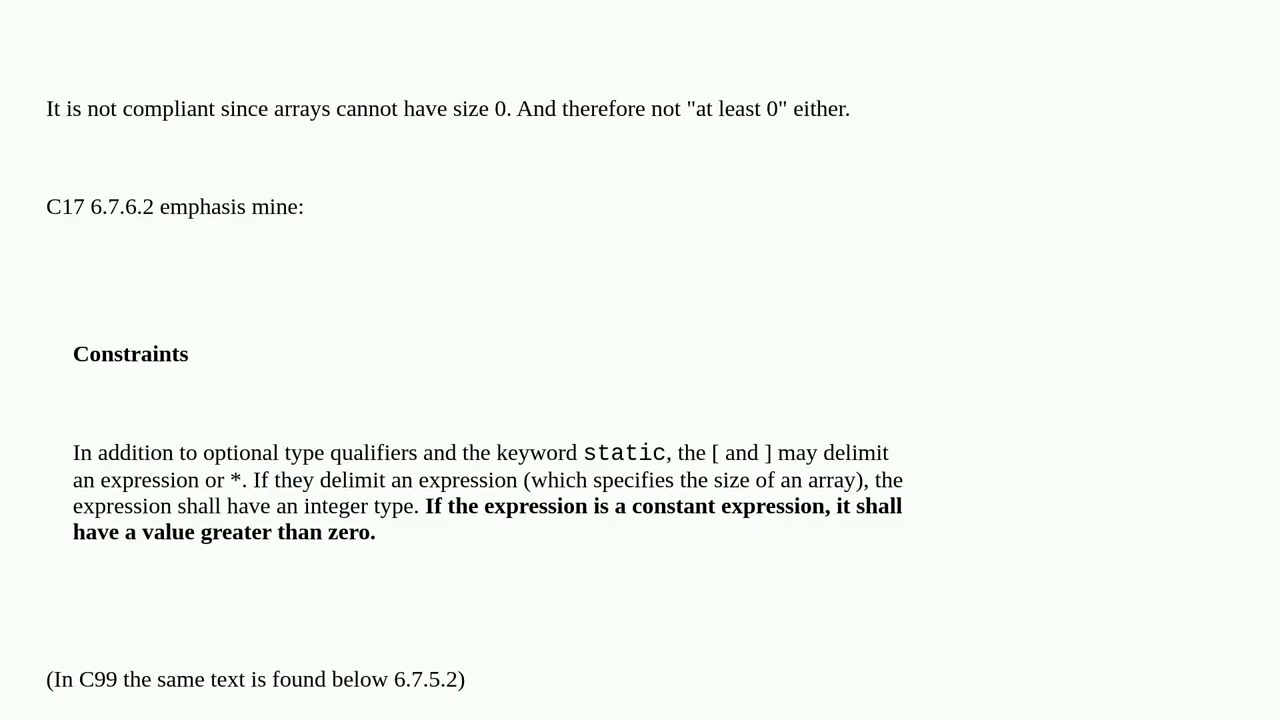 It is not compliant since arrays cannot have size 0. And therefore not "at least 0" either.
C17 6.7.6.2 emphasis mine:
Constraints
In addition to optional type qualifiers and the keyword static, the [ and ] may delimit
an expression or *. If they delimit an expression (which specifies the size of an array), the
expression shall have an integer type. If the expression is a constant expression, it shall
have a value greater than zero.
(In C99 the same text is found below 6.7.5.2)